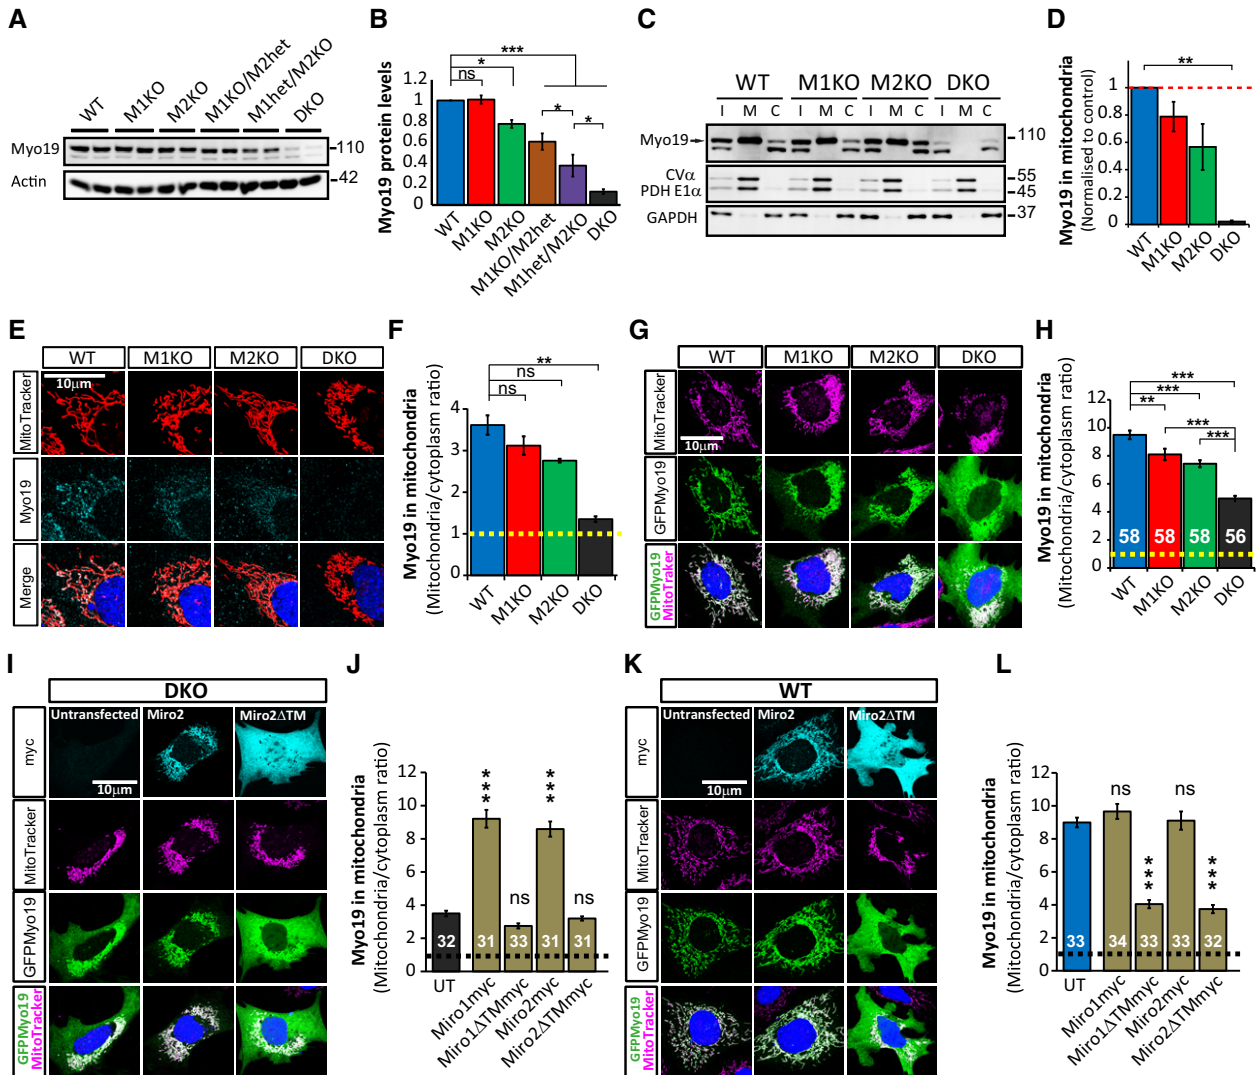 A
WT
M1KO
M2KO
M1KO/M2het
M1het/M2KO
DKO
Myo19
110
Actin
42
B
Myo19 protein levels
1.2
1
0.8
0.6
0.4
0.2
0
***
*
ns
*
*
WT
M1KO
M2KO
M1KO/M2het
M1het/M2KO
DKO
C
WT M1KO M2KO DKO
I M C I M C I M C I M C
Myo19
110
CVα
55
PDH E1α
45
GAPDH
37
D
Myo19 in mitochondria
(Normalised to control)
**
1
0.8
0.6
0.4
0.2
0
WT
M1KO
M2KO
DKO
E
WT M1KO M2KO DKO
10μm
MitoTracker
Myo19
Merge
F
Myo19 in mitochondria
(Mitochondria/cytoplasm ratio)
**
ns
ns
4
3
2
1
0
WT
M1KO
M2KO
DKO
G
WT M1KO M2KO DKO
10μm
MitoTracker
GFPMyo19
GFPMyo19
MitoTraker
H
Myo19 in mitochondria
(Mitochondria/cytoplasm ratio)
***
***
**
***
***
12
10
8
6
4
2
0
58 58 58 56
WT
M1KO
M2KO
DKO
I
DKO
Untransfected Miro2 Miro2ΔTM
10μm
myc
MitoTracker
GFPMyo19
GFPMyo19
MitoTracker
J
Myo19 in mitochondria
(Mitochondria/cytoplasm ratio)
12
10
8
6
4
2
0
*** ns *** ns
32 31 33 31 31
UT
Miro1myc
Miro1ΔTMmyc
Miro2myc
Miro2ΔTMmyc
K
WT
Untransfected Miro2 Miro2ΔTM
10μm
myc
MitoTracker
GFPMyo19
GFPMyo19
MitoTracker
L
Myo19 in mitochondria
(Mitochondria/cytoplasm ratio)
12
10
8
6
4
2
0
ns *** ns ***
33 34 33 33 32
UT
Miro1myc
Miro1ΔTMmyc
Miro2myc
Miro2ΔTMmyc